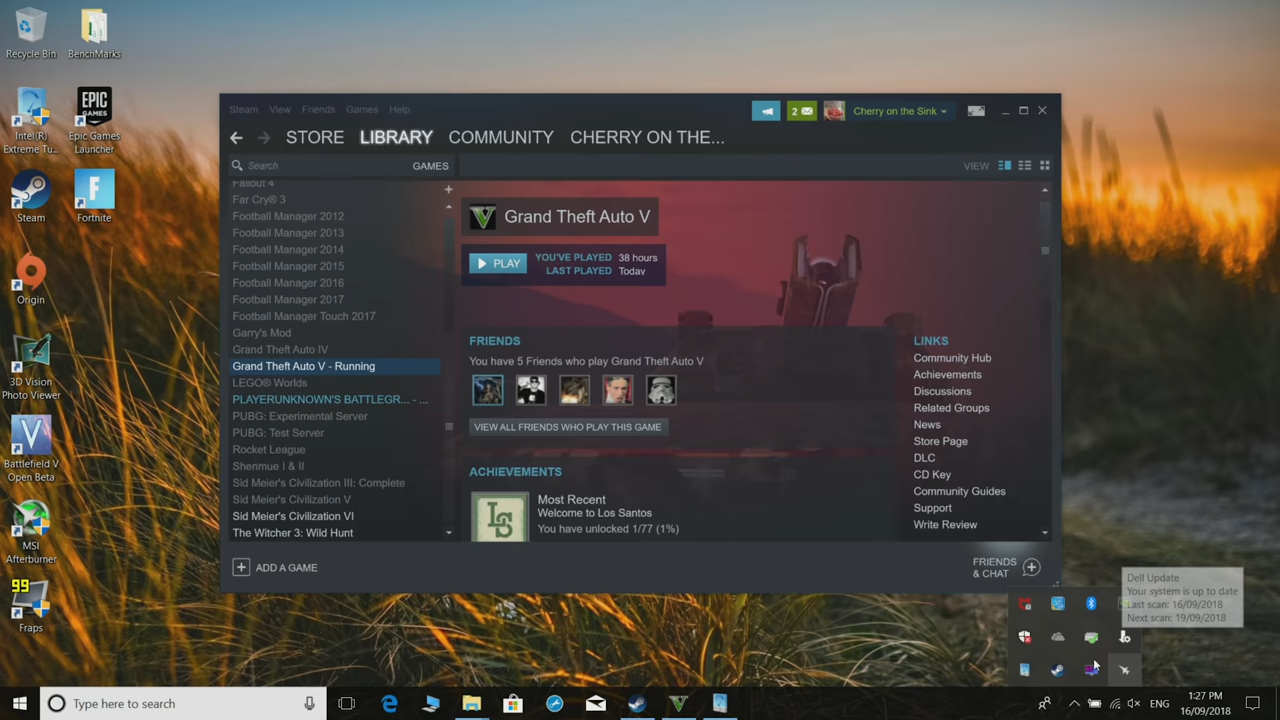 Recycle Bin
BenchMarks
Intel(R)
Extreme Tu...
EPIC
GAMES
Epic Games
Launcher
Steam
Fortnite
Origin
3D Vision
Photo Viewer
Battlefield V
Open Beta
MSI
Afterburner
99
Fraps
Steam View Friends Games Help
2
Cherry on the Sink
STORE LIBRARY COMMUNITY CHERRY ON THE...
Search
GAMES
VIEW
Fallout 4
Far Cry® 3
Football Manager 2012
Football Manager 2013
Football Manager 2014
Football Manager 2015
Football Manager 2016
Football Manager 2017
Football Manager Touch 2017
Garry's Mod
Grand Theft Auto IV
Grand Theft Auto V - Running
LEGO® Worlds
PLAYERUNKNOWN'S BATTLEGR... - ...
PUBG: Experimental Server
PUBG: Test Server
Rocket League
Shenmue I & II
Sid Meier's Civilization III: Complete
Sid Meier's Civilization V
Sid Meier's Civilization VI
The Witcher 3: Wild Hunt
Grand Theft Auto V
PLAY
YOU'VE PLAYED 38 hours
LAST PLAYED Today
FRIENDS
You have 5 Friends who play Grand Theft Auto V
VIEW ALL FRIENDS WHO PLAY THIS GAME
ACHIEVEMENTS
LS
Most Recent
Welcome to Los Santos
You have unlocked 1/77 (1%)
LINKS
Community Hub
Achievements
Discussions
Related Groups
News
Store Page
DLC
CD Key
Community Guides
Support
Write Review
ADD A GAME
FRIENDS
& CHAT
Dell Update
Your system is up to date
Last scan: 16/09/2018
Next scan: 19/09/2018
Type here to search
ENG
1:27 PM
16/09/2018